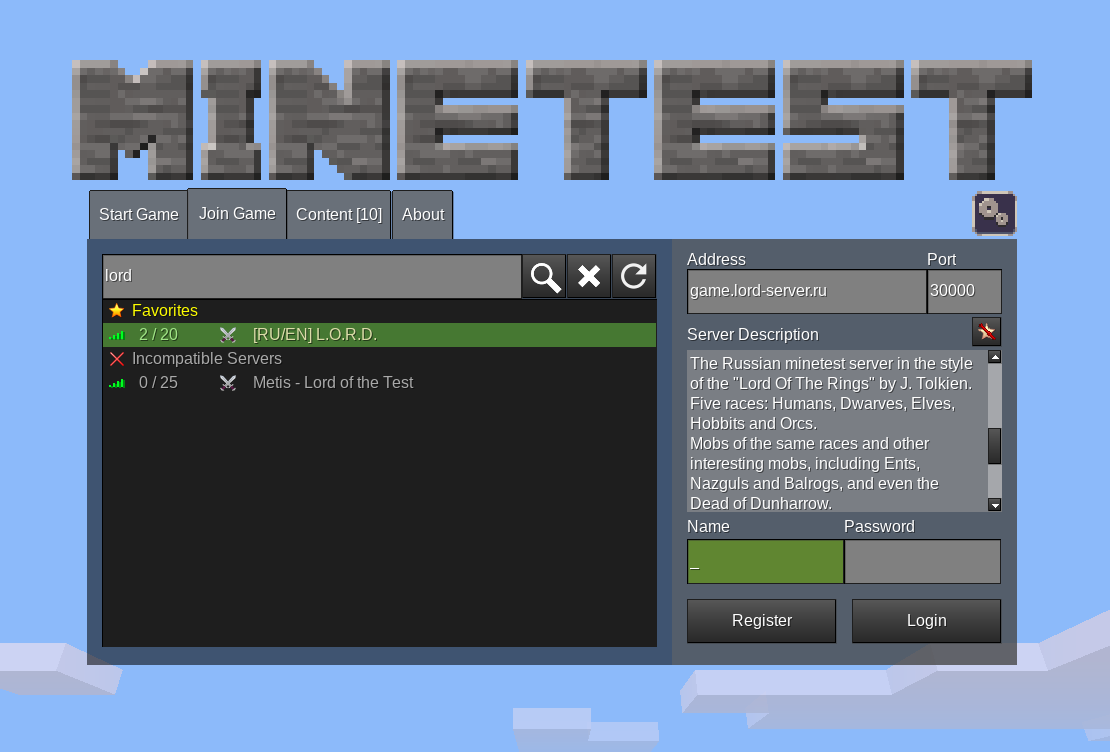 MINETEST
Start Game
Join Game
Content [10]
About
lord
Favorites
2 / 20 [RU/EN] L.O.R.D.
Incompatible Servers
0 / 25 Metis - Lord of the Test
Address Port
game.lord-server.ru 30000
Server Description
The Russian minetest server in the style
of the "Lord Of The Rings" by J. Tolkien.
Five races: Humans, Dwarves, Elves,
Hobbits and Orcs.
Mobs of the same races and other
interesting mobs, including Ents,
Nazguls and Balrogs, and even the
Dead of Dunharrow.
Name Password
_
Register Login